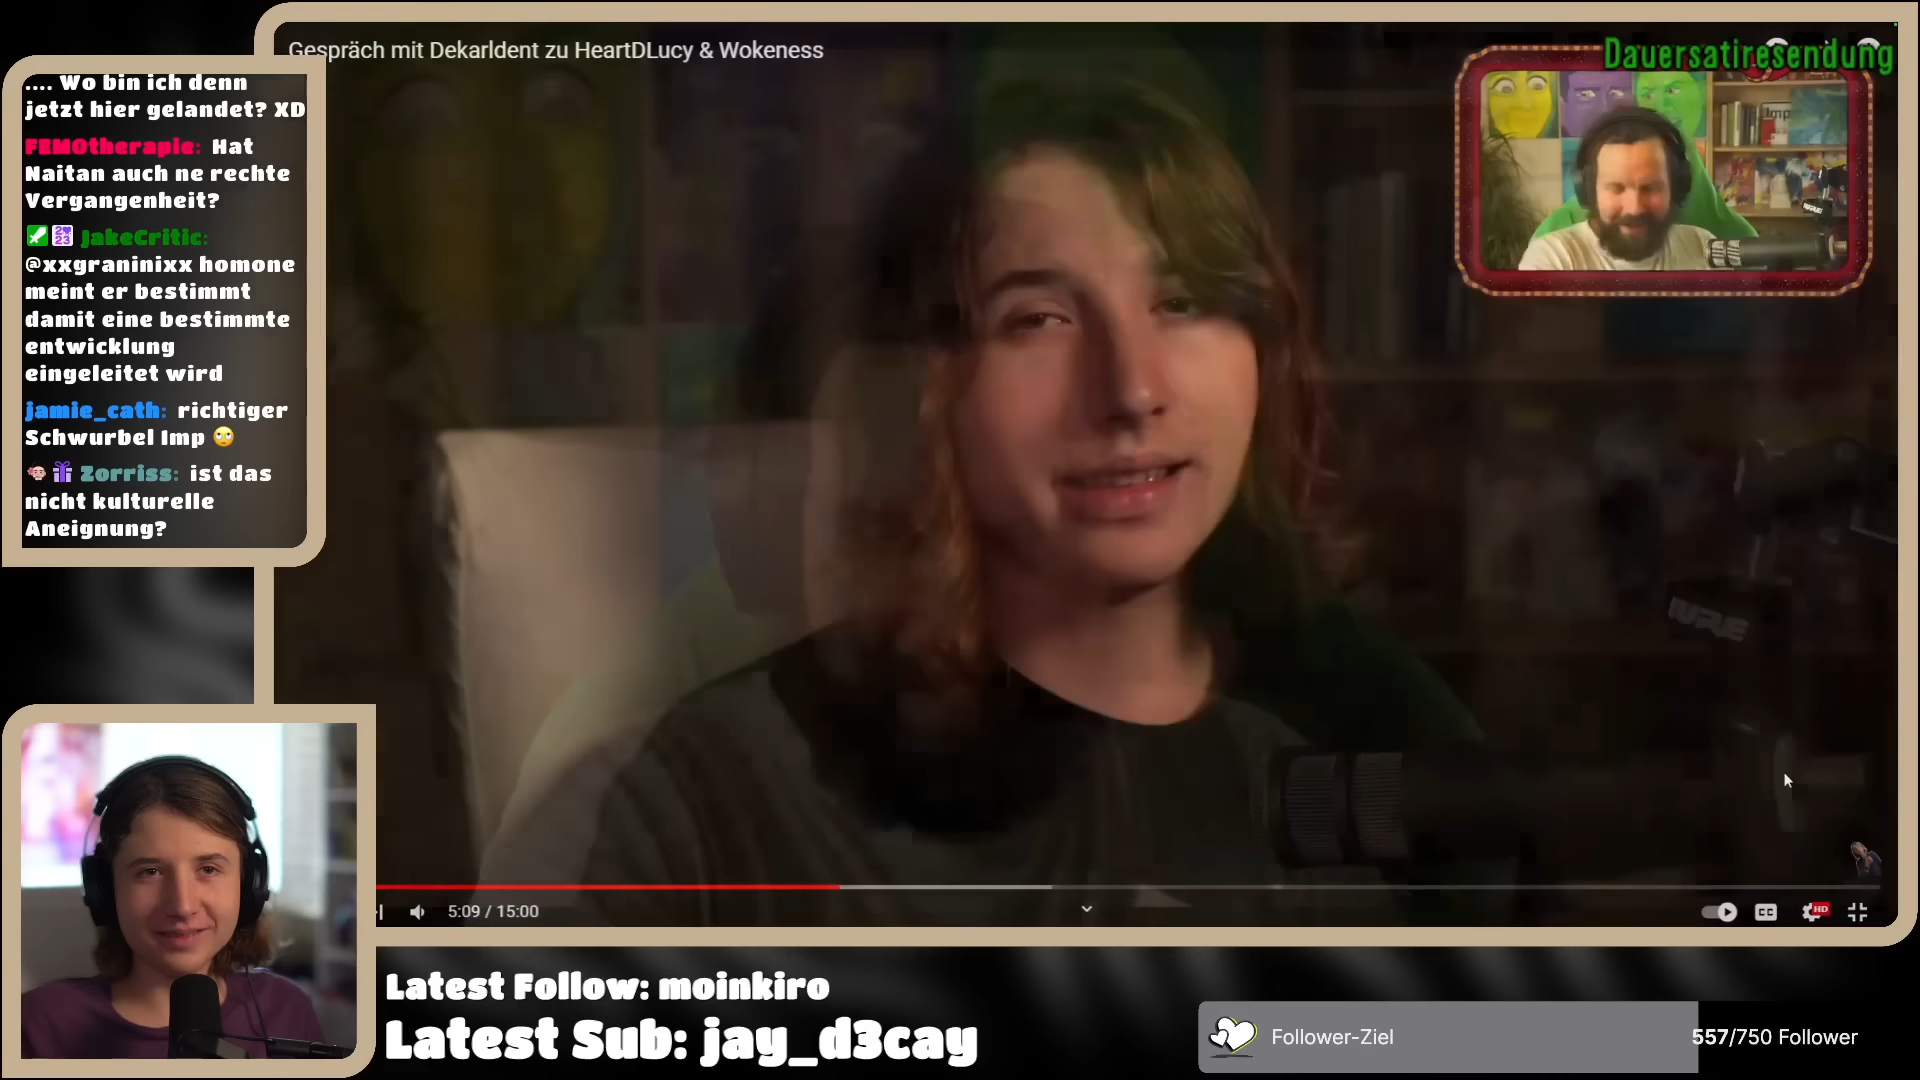 Gespräch mit Dekarldent zu HeartDLucy & Wokeness
Dauersatiresendung
.... Wo bin ich denn
jetzt hier gelandet? XD
FEMOtherapie: Hat
Naitan auch ne rechte
Vergangenheit?
JakeCritic:
@xxgraninixx homone
meint er bestimmt
damit eine bestimmte
entwicklung
eingeleitet wird
jamie_cath: richtiger
Schwurbel Imp 🙄
Zorriss: ist das
nicht kulturelle
Aneignung?
5:09 / 15:00
CC
HD
Latest Follow: moinkiro
Latest Sub: jay_d3cay
Follower-Ziel
557/750 Follower